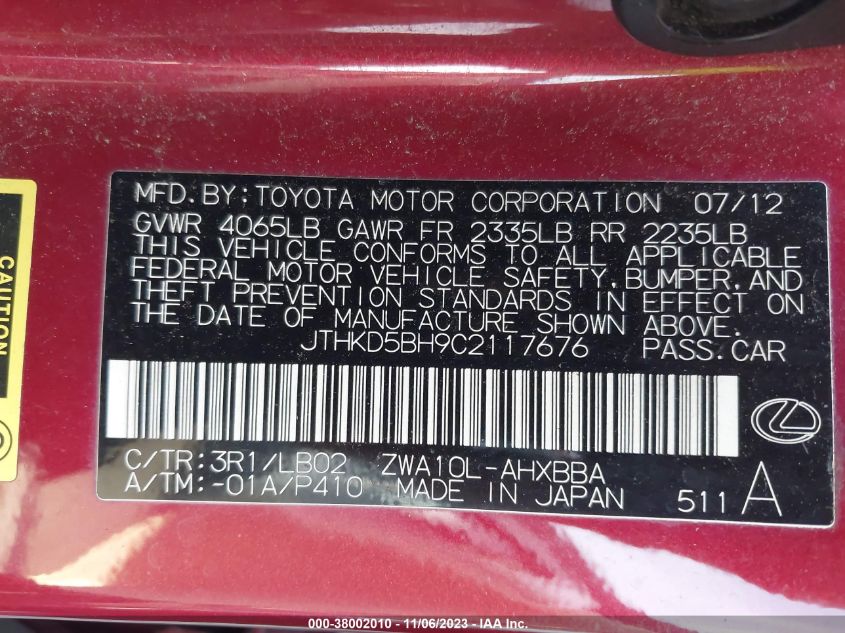 MFD.BY:TOYOTA MOTOR CORPORATION 07/12
GVWR 4065LB GAWR FR 2335LB RR 2235LB
THIS VEHICLE CONFORMS TO ALL APPLICABLE
FEDERAL MOTOR VEHICLE SAFETY,BUMPER,AND
THEFT PREVENTION STANDARDS IN EFFECT ON
THE DATE OF MANUFACTURE SHOWN ABOVE.
JTHKD5BH9C2117676 PASS.CAR
C/TR:3R1/LB02 ZWA10L-AHXBBA
A/TM:-01A/P410 MADE IN JAPAN 511 A
CAUTION
000-38002010 - 11/06/2023 - IAA Inc.